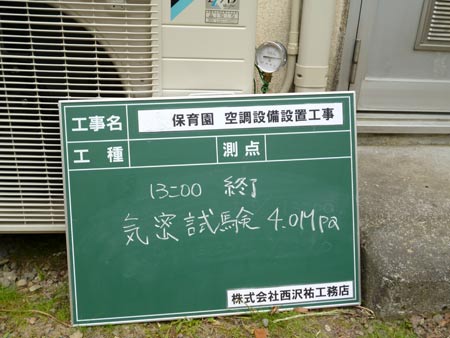 工事名 保育園 空調設備設置工事
工種 測点
13:00 終了
気密試験 4.0MPa
株式会社西沢祐工務店